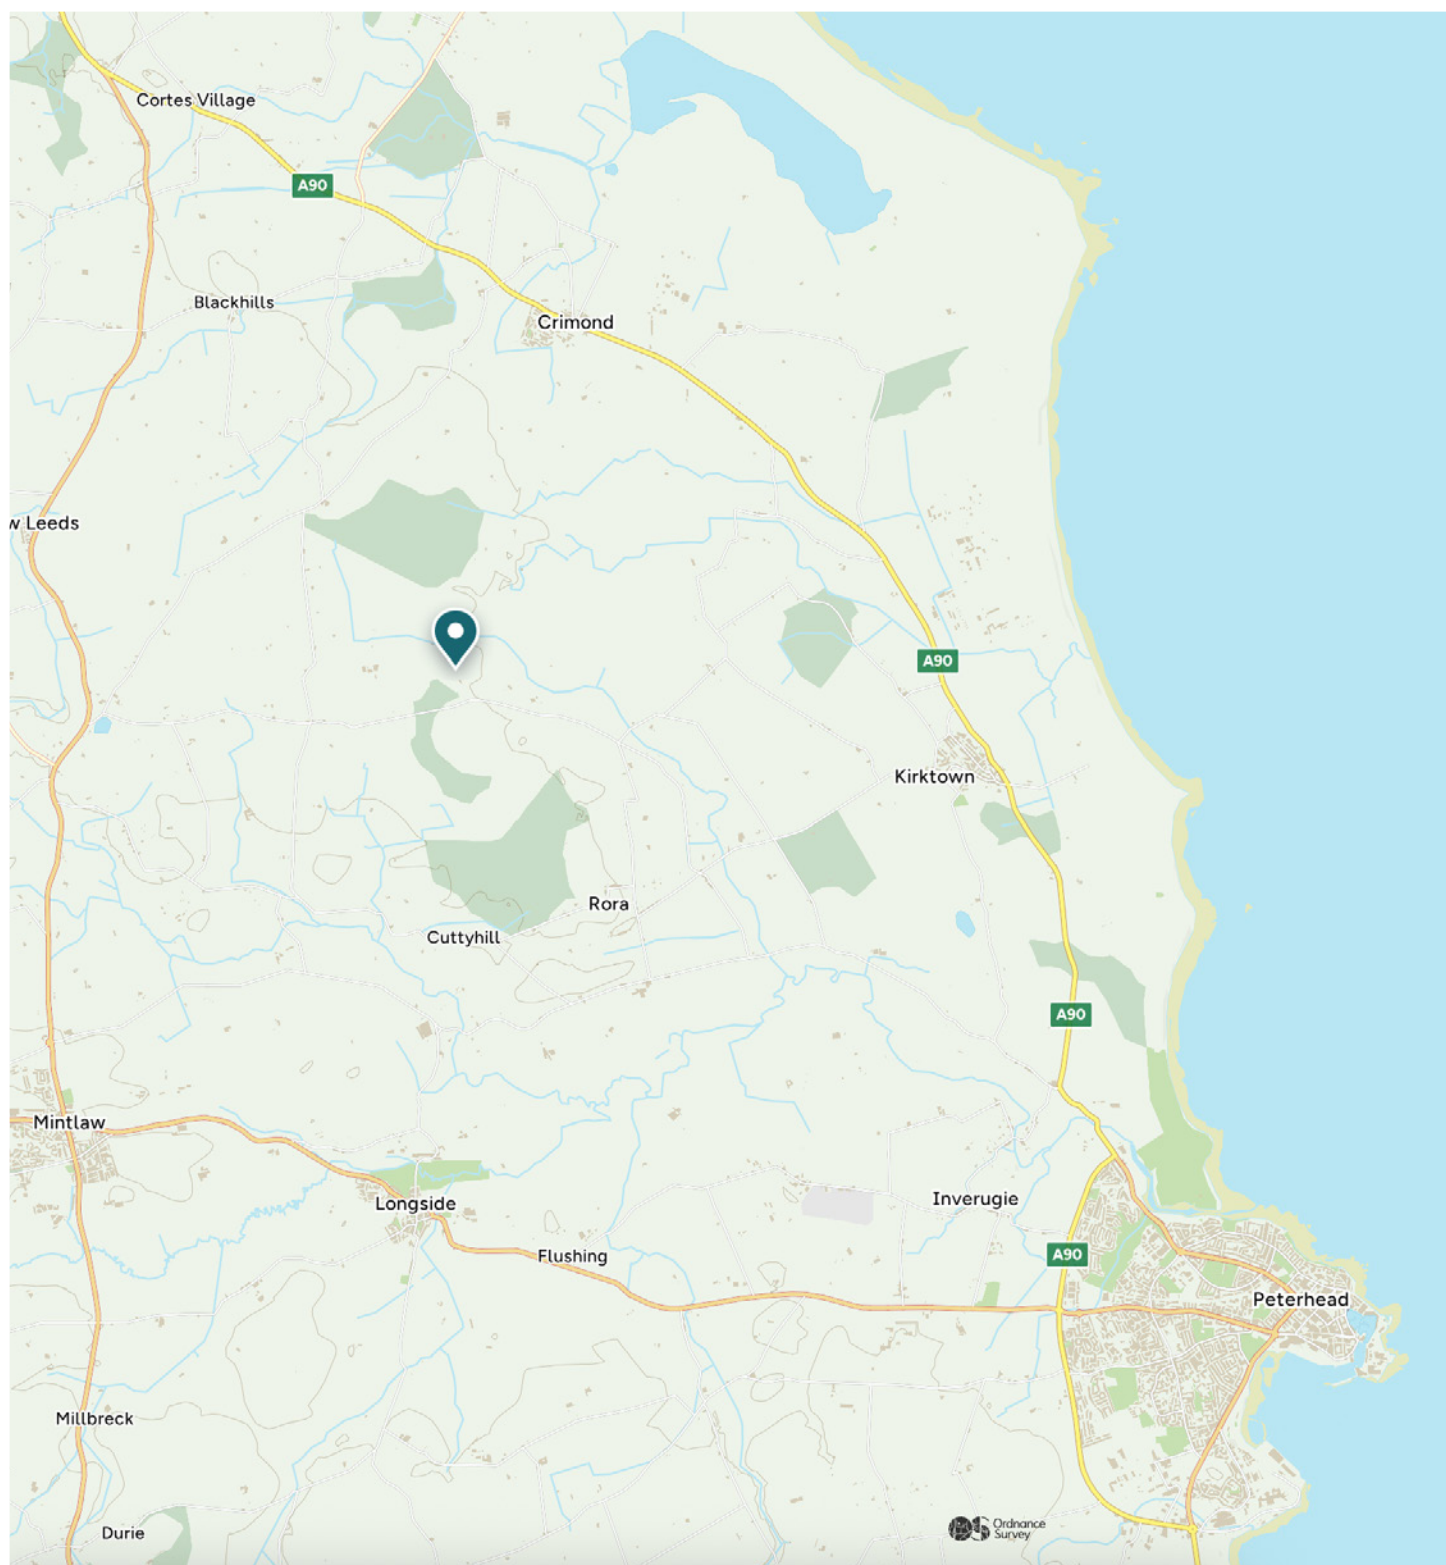 Cortes Village
A90
Blackhills
Crimond
w Leeds
A90
Kirktown
Rora
Cuttyhill
A90
Mintlaw
Inverugie
Longside
Flushing
A90
Peterhead
Millbreck
Durie
Ordnance
Survey